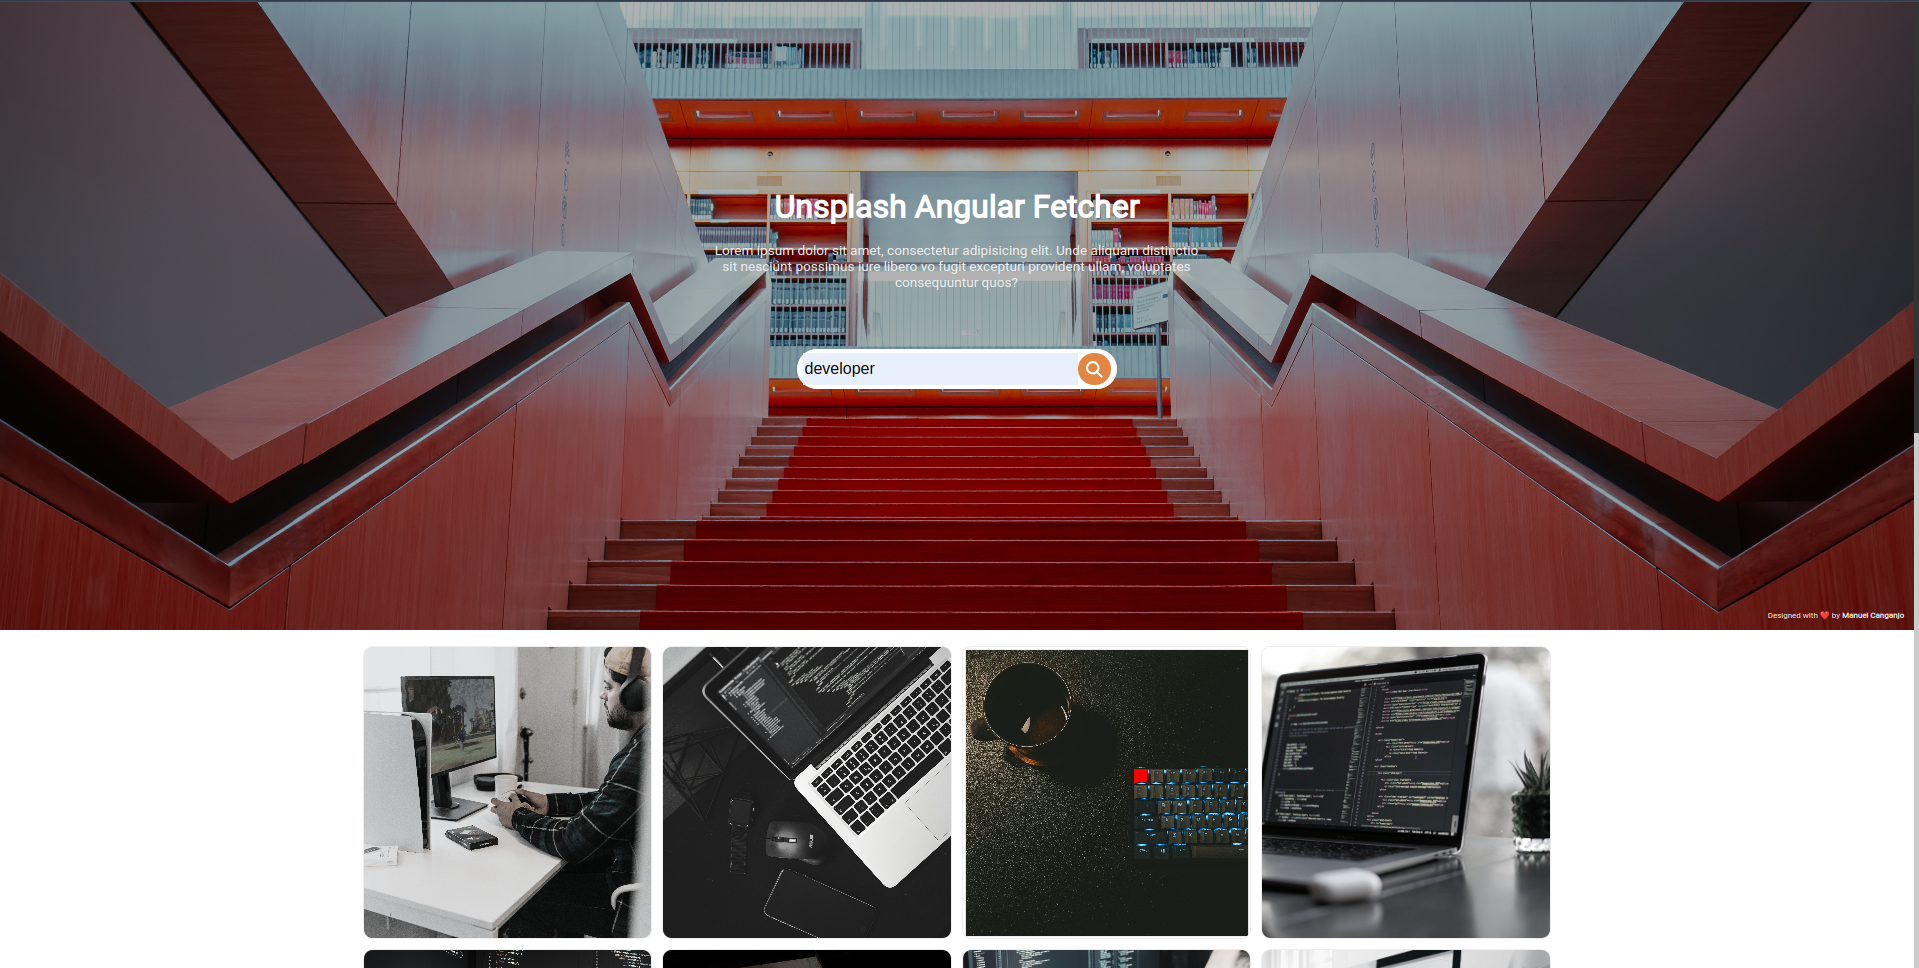 Unsplash Angular Fetcher
Lorem ipsum dolor sit amet, consectetur adipisicing elit. Unde aliquam distinctio
sit nesciunt possimus iure libero vo fugit excepturi provident ullam, voluptates
consequuntur quos?
developer
Designed with ❤️ by Manuel Canganjo